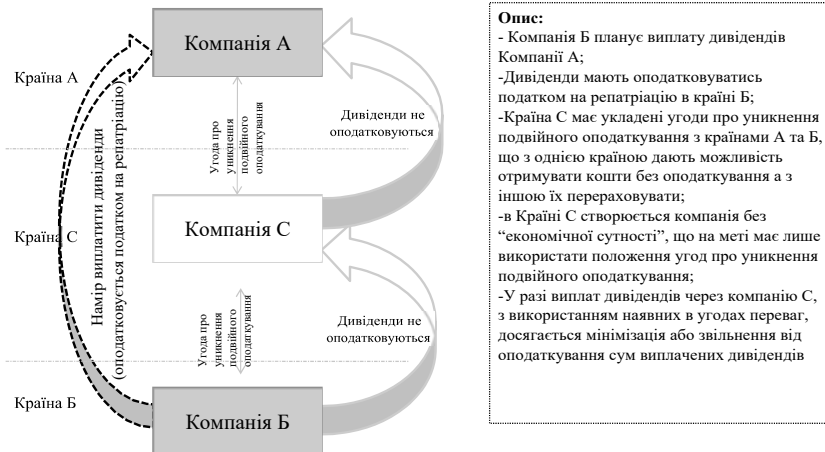 Країна А
Країна С
Країна Б
Намір виплатити дивіденди
(оподатковується податком на репатріацію)
Компанія А
Угода про
уникнення
подвійного
оподаткування
Дивіденди не
оподатковуються
Компанія С
Угода про
уникнення
подвійного
оподаткування
Дивіденди не
оподатковуються
Компанія Б
Опис:
- Компанія Б планує виплату дивідендів
Компанії А;
-Дивіденди мають оподатковуватись
податком на репатріацію в країні Б;
-Країна С має укладені угоди про уникнення
подвійного оподаткування з країнами А та Б,
що з однією країною дають можливість
отримувати кошти без оподаткування а з
іншою їх перераховувати;
-в Країні С створюється компанія без
“економічної сутності”, що на меті має лише
використати положення угод про уникнення
подвійного оподаткування;
-У разі виплат дивідендів через компанію С,
з використанням наявних в угодах переваг,
досягається мінімізація або звільнення від
оподаткування сум виплачених дивідендів